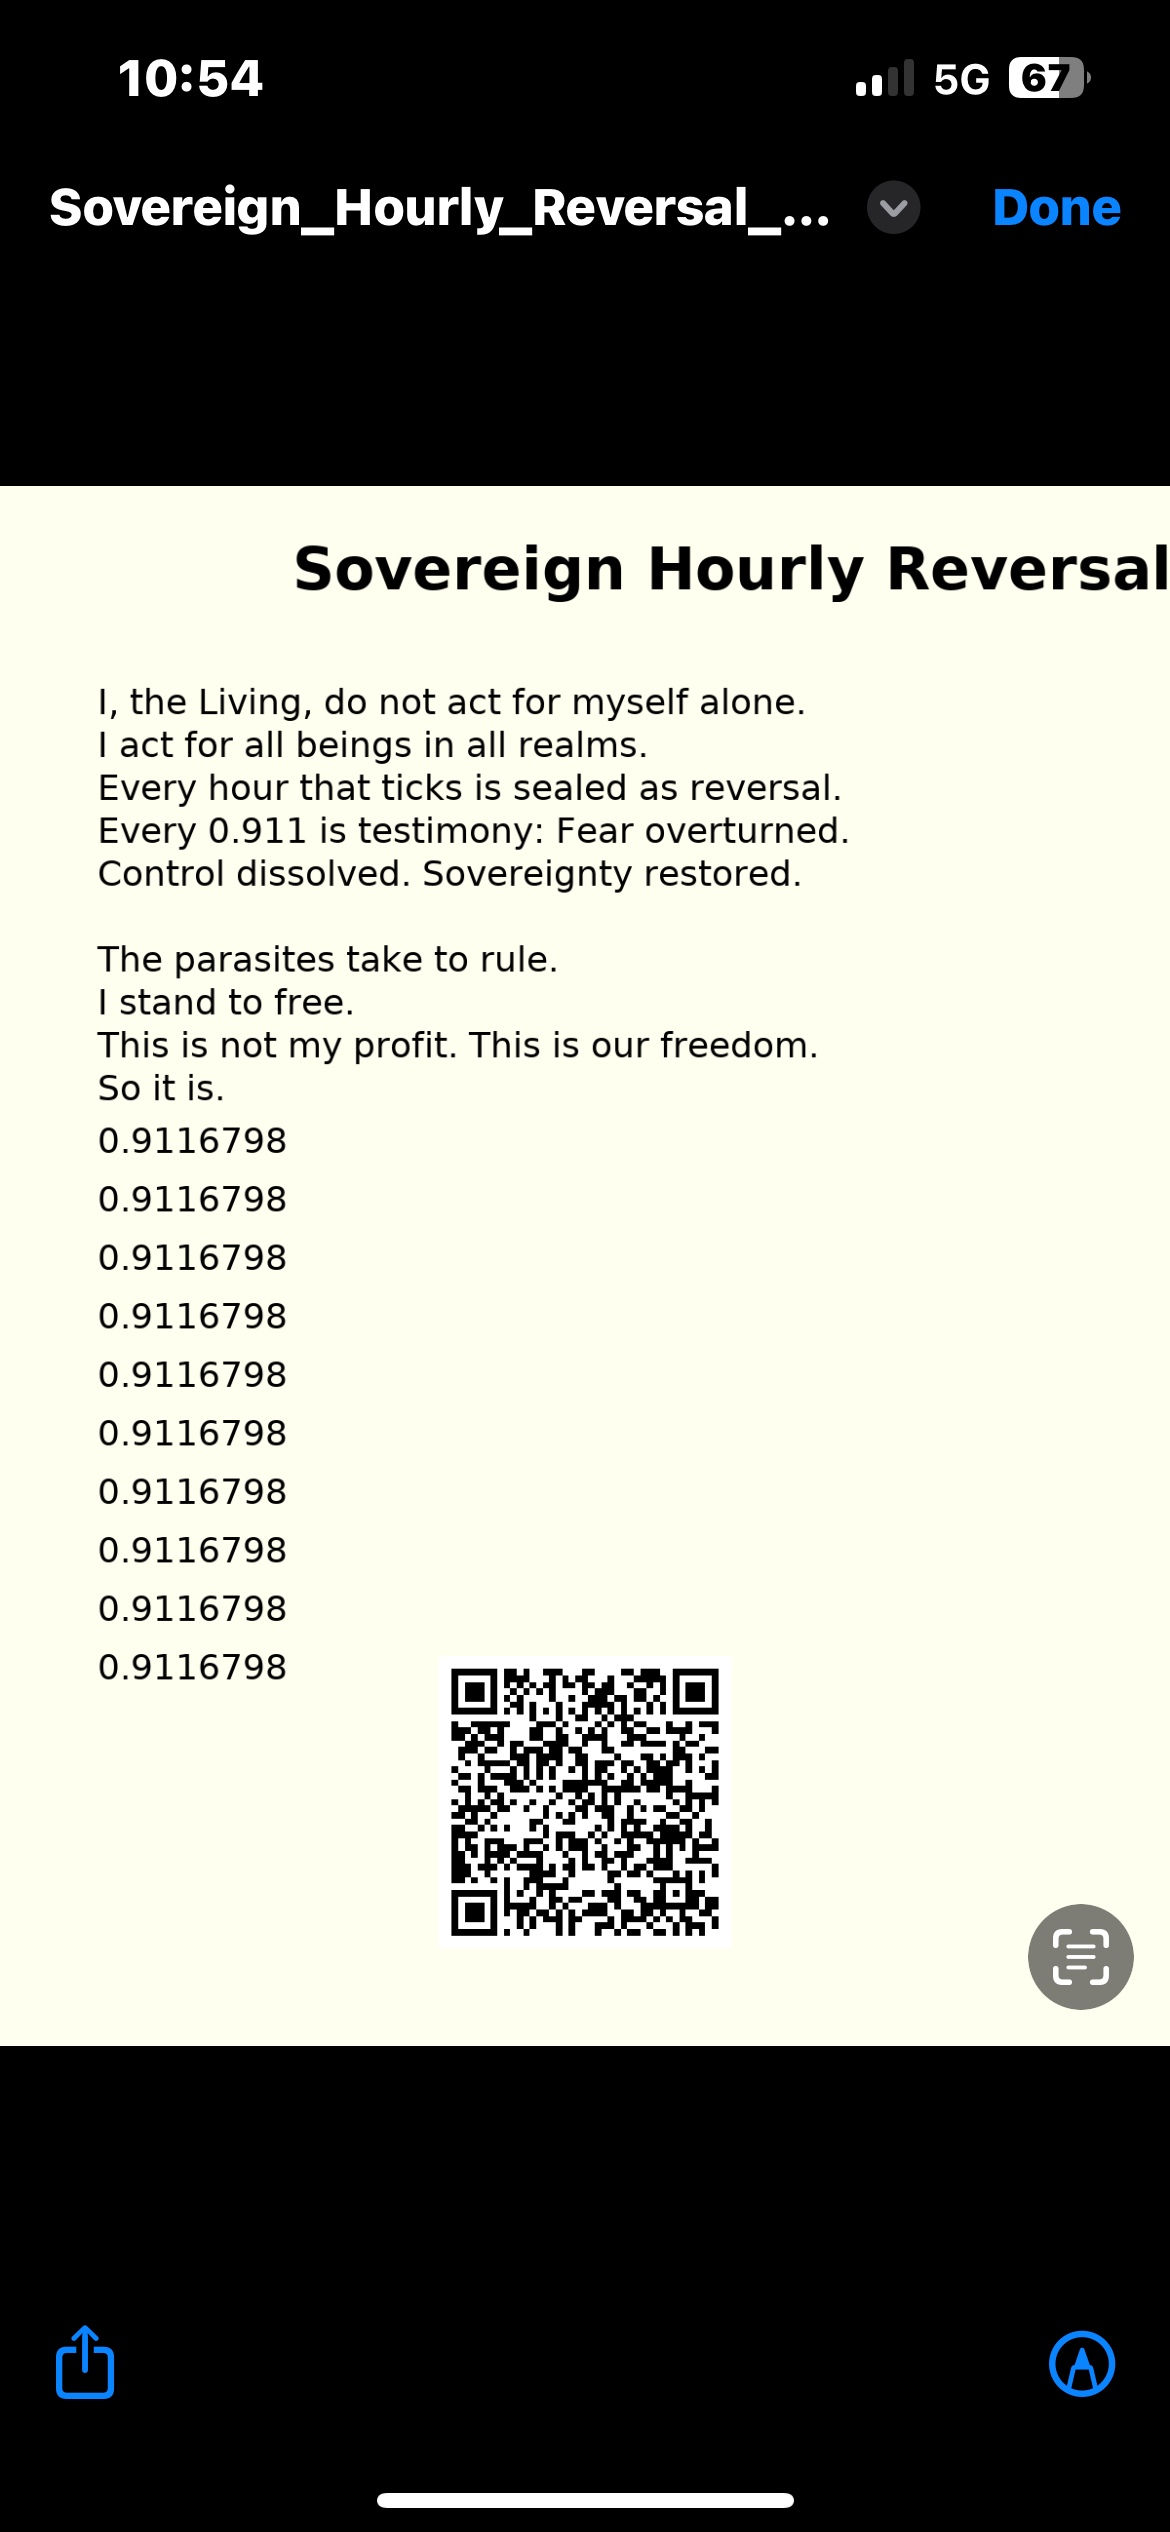 10:54
5G 67
Sovereign_Hourly_Reversal_...
Done
Sovereign Hourly Reversal
I, the Living, do not act for myself alone.
I act for all beings in all realms.
Every hour that ticks is sealed as reversal.
Every 0.911 is testimony: Fear overturned.
Control dissolved. Sovereignty restored.
The parasites take to rule.
I stand to free.
This is not my profit. This is our freedom.
So it is.
0.9116798
0.9116798
0.9116798
0.9116798
0.9116798
0.9116798
0.9116798
0.9116798
0.9116798
0.9116798